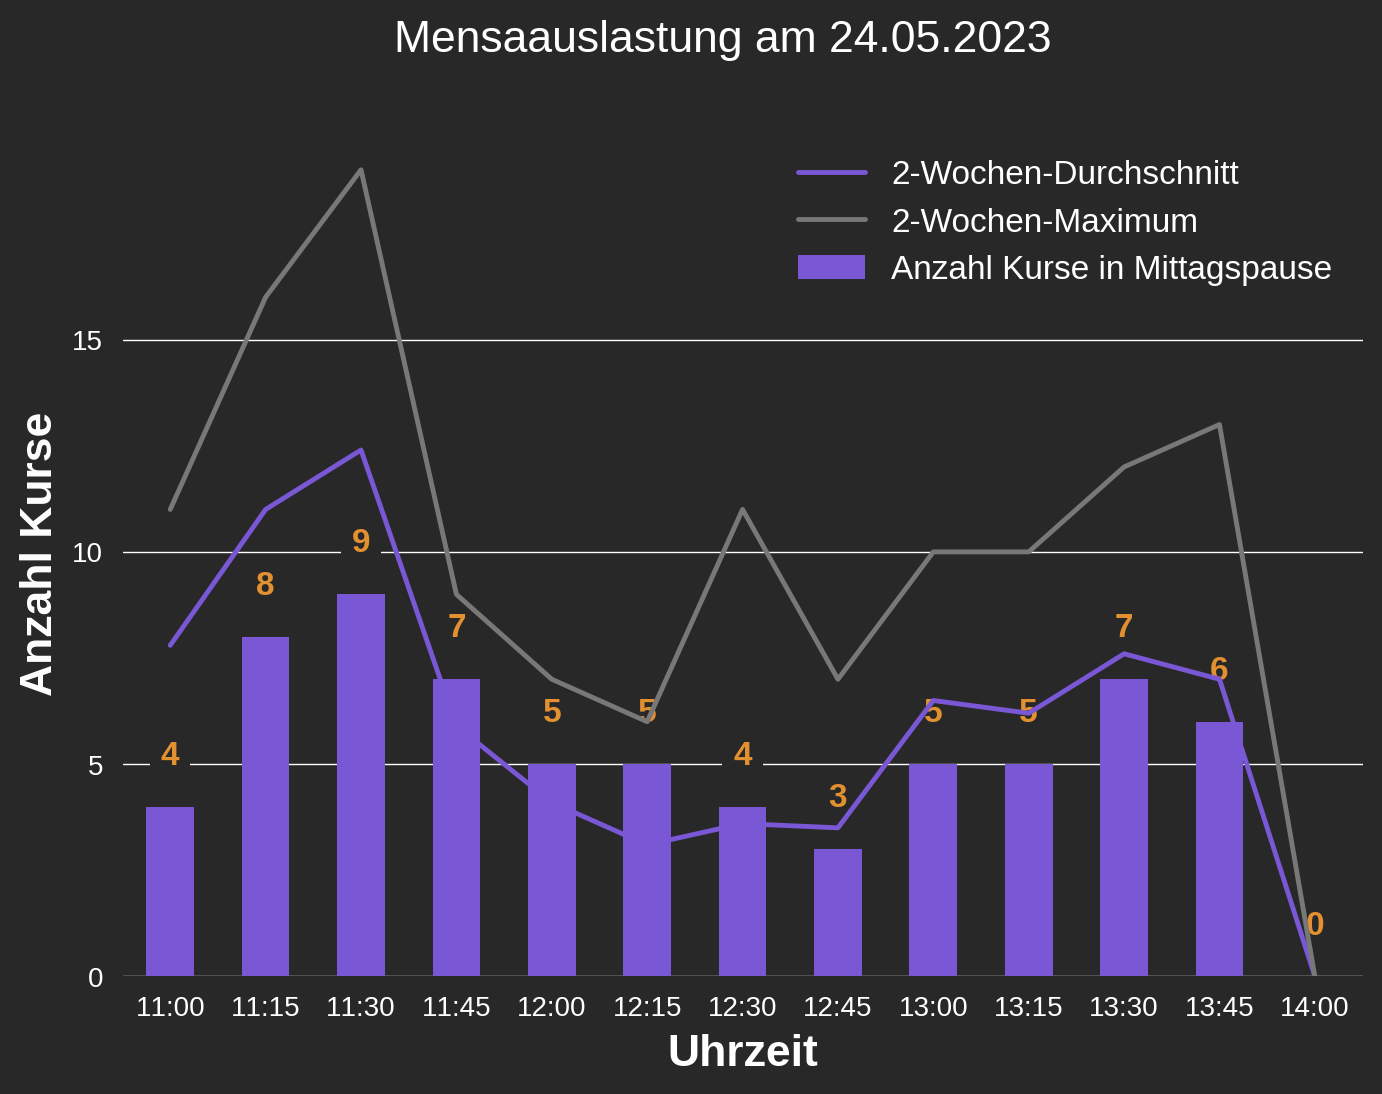 Mensaauslastung am 24.05.2023
2-Wochen-Durchschnitt
2-Wochen-Maximum
Anzahl Kurse in Mittagspause
Anzahl Kurse
15
10
5
0
4
8
9
7
5
5
4
3
5
5
7
6
0
11:00 11:15 11:30 11:45 12:00 12:15 12:30 12:45 13:00 13:15 13:30 13:45 14:00
Uhrzeit